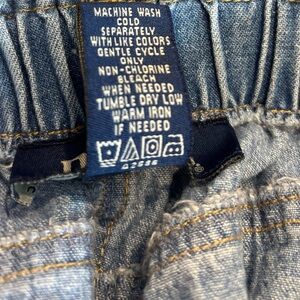 MACHINE WASH
COLD
SEPARATELY
WITH LIKE COLORS
GENTLE CYCLE
ONLY
NON-CHLORINE
BLEACH
WHEN NEEDED
TUMBLE DRY LOW
WARM IRON
IF NEEDED